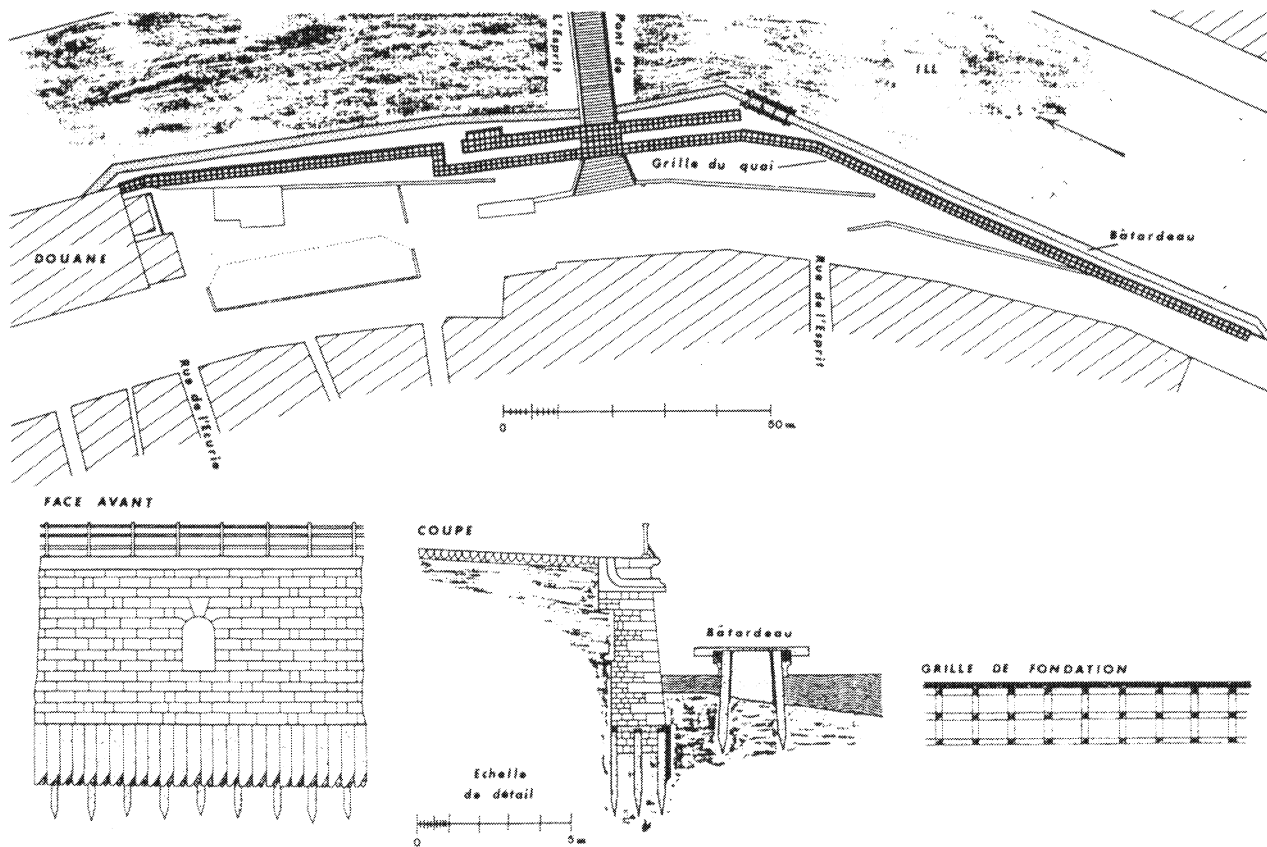 Pont de
l'Esprit
ILL
Grille du quai
Bâtardeau
DOUANE
Rue de l'Esprit
Rue de l'Ecurie
0 50 m.
FACE AVANT
COUPE
Bâtardeau
GRILLE DE FONDATION
Echelle
de détail
0 5 m